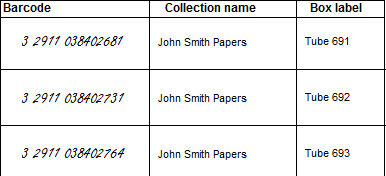 Barcode Collection name Box label
3 2911 038402681 John Smith Papers Tube 691
3 2911 038402731 John Smith Papers Tube 692
3 2911 038402764 John Smith Papers Tube 693